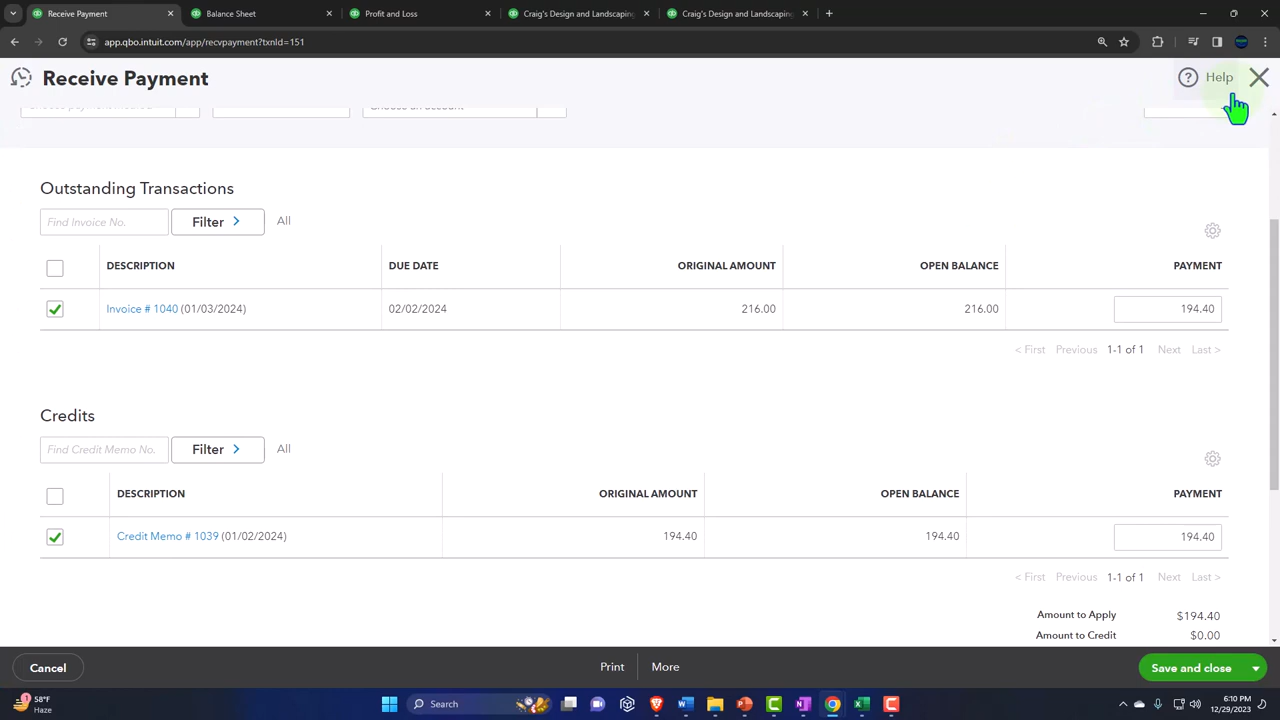 Receive Payment
Balance Sheet
Profit and Loss
Craig's Design and Landscaping
Craig's Design and Landscaping
app.qbo.intuit.com/app/recvpayment?txnId=151
Receive Payment
Help
Outstanding Transactions
Find Invoice No.
Filter >
All
DESCRIPTION DUE DATE ORIGINAL AMOUNT OPEN BALANCE PAYMENT
Invoice # 1040 (01/03/2024) 02/02/2024 216.00 216.00 194.40
< First Previous 1-1 of 1 Next Last >
Credits
Find Credit Memo No.
Filter >
All
DESCRIPTION ORIGINAL AMOUNT OPEN BALANCE PAYMENT
Credit Memo # 1039 (01/02/2024) 194.40 194.40 194.40
< First Previous 1-1 of 1 Next Last >
Amount to Apply $194.40
Amount to Credit $0.00
Cancel
Print
More
Save and close
1
58°F
Haze
Search
6:10 PM
12/29/2023